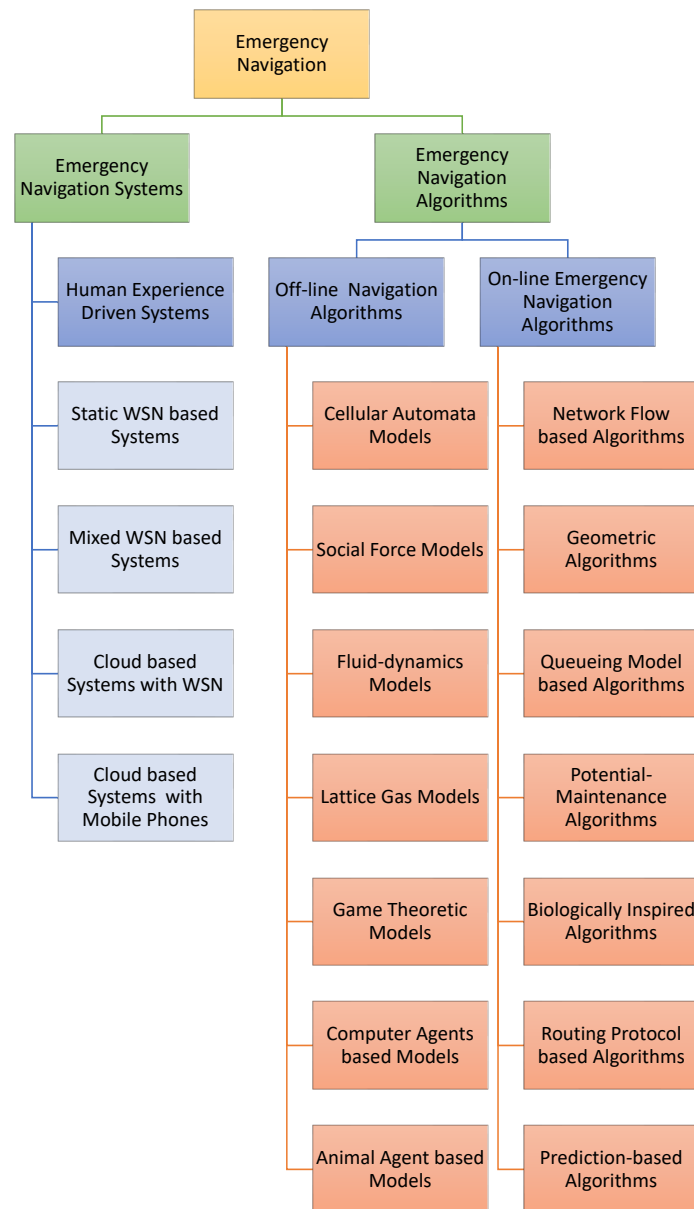 Emergency
Navigation
Emergency
Navigation Systems
Emergency
Navigation
Algorithms
Human Experience
Driven Systems
Off-line Navigation
Algorithms
On-line Emergency
Navigation
Algorithms
Static WSN based
Systems
Mixed WSN based
Systems
Cloud based
Systems with WSN
Cloud based
Systems with
Mobile Phones
Cellular Automata
Models
Social Force Models
Fluid-dynamics
Models
Lattice Gas Models
Game Theoretic
Models
Computer Agents
based Models
Animal Agent based
Models
Network Flow
based Algorithms
Geometric
Algorithms
Queueing Model
based Algorithms
Potential-
Maintenance
Algorithms
Biologically Inspired
Algorithms
Routing Protocol
based Algorithms
Prediction-based
Algorithms